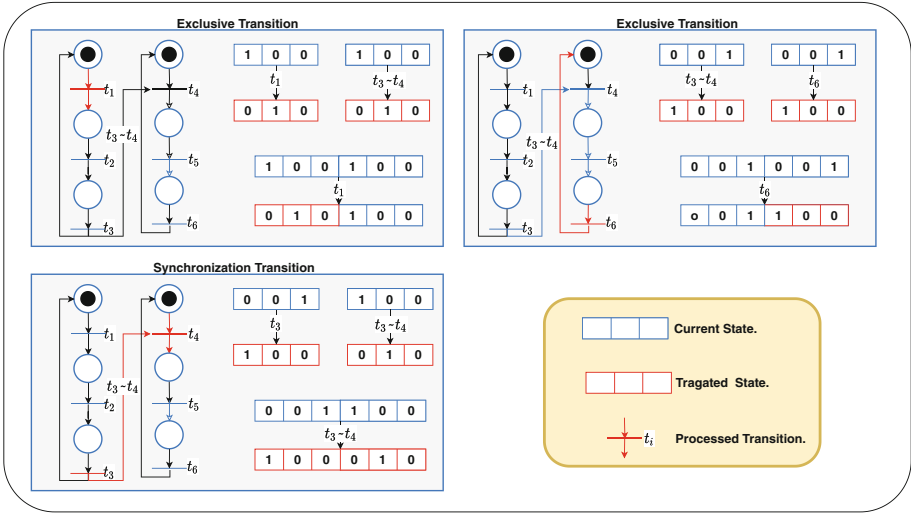 Exclusive Transition
t1
t2
t3
t3~t4
t4
t5
t6
1 0 0
t1
0 1 0
1 0 0
t3~t4
0 1 0
1 0 0 1 0 0
t1
0 1 0 1 0 0
Exclusive Transition
t1
t2
t3
t3~t4
t4
t5
t6
0 0 1
t3~t4
1 0 0
0 0 1
t6
1 0 0
0 0 1 0 0 1
t6
o 0 1 1 0 0
Synchronization Transition
t1
t2
t3
t3~t4
t4
t5
t6
0 0 1
t3
1 0 0
1 0 0
t3~t4
0 1 0
0 0 1 1 0 0
t3~t4
1 0 0 0 1 0
Current State.
Tragated State.
ti
Processed Transition.